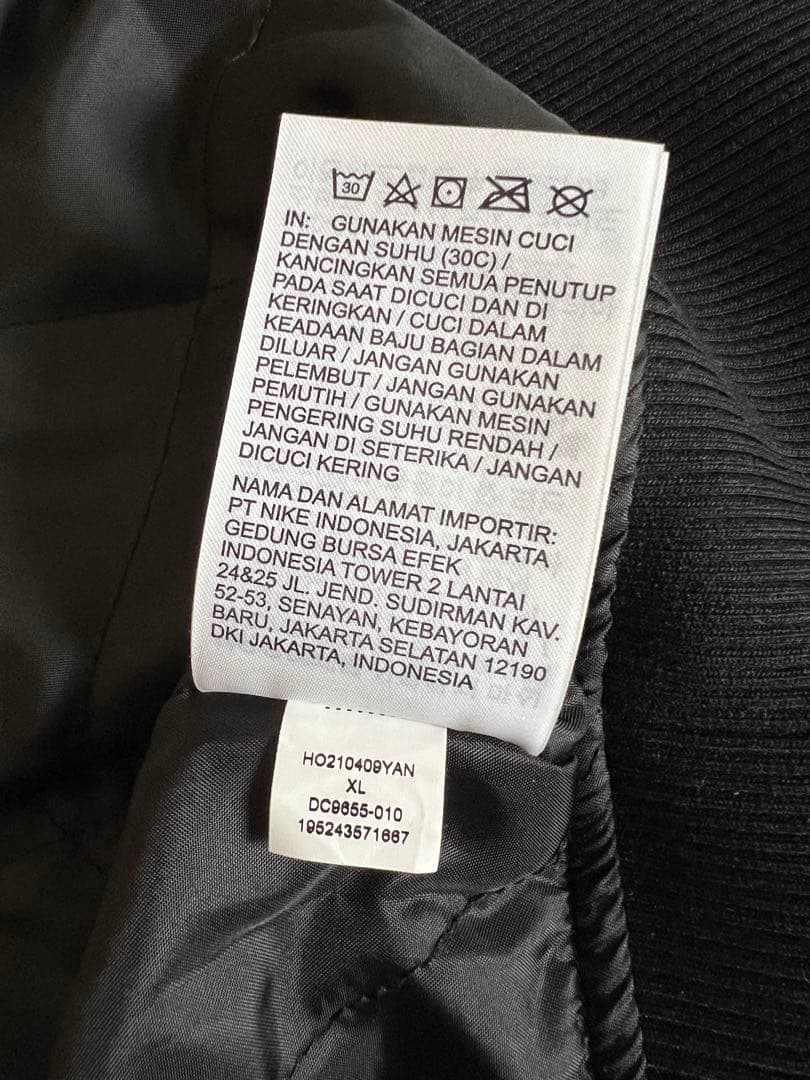 30
IN: GUNAKAN MESIN CUCI
DENGAN SUHU (30C) /
KANCINGKAN SEMUA PENUTUP
PADA SAAT DICUCI DAN DI
KERINGKAN / CUCI DALAM
KEADAAN BAJU BAGIAN DALAM
DILUAR / JANGAN GUNAKAN
PELEMBUT / JANGAN GUNAKAN
PEMUTIH / GUNAKAN MESIN
PENGERING SUHU RENDAH /
JANGAN DI SETERIKA / JANGAN
DICUCI KERING
NAMA DAN ALAMAT IMPORTIR:
PT NIKE INDONESIA, JAKARTA
GEDUNG BURSA EFEK
INDONESIA TOWER 2 LANTAI
24&25 JL. JEND. SUDIRMAN KAV.
52-53, SENAYAN, KEBAYORAN
BARU, JAKARTA SELATAN 12190
DKI JAKARTA, INDONESIA
HO210409YAN
XL
DC9655-010
195243571667